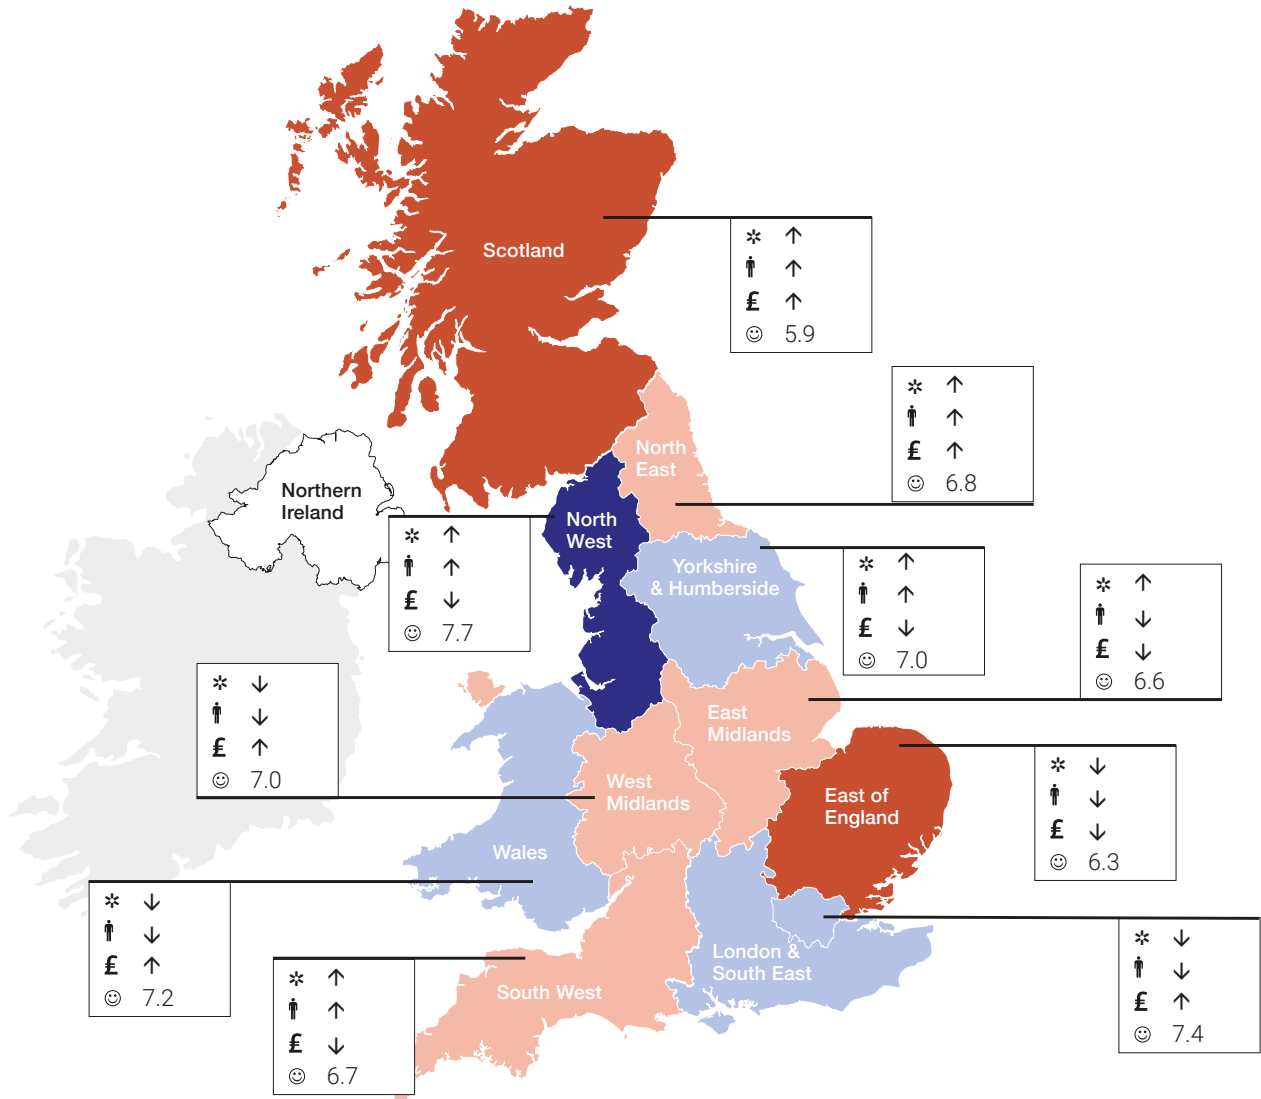 Scotland
✲ ↑
↑
£ ↑
☺ 5.9
✲ ↑
↑
£ ↑
☺ 6.8
North
East
Northern
Ireland
North
West
✲ ↑
↑
£ ↓
☺ 7.7
Yorkshire
& Humberside
✲ ↑
↑
£ ↓
☺ 7.0
✲ ↑
↓
£ ↓
☺ 6.6
✲ ↓
↓
£ ↑
☺ 7.0
East
Midlands
West
Midlands
East of
England
✲ ↓
↓
£ ↓
☺ 6.3
Wales
✲ ↓
↓
£ ↑
☺ 7.2
London &
South East
✲ ↓
↓
£ ↑
☺ 7.4
South West
✲ ↑
↑
£ ↓
☺ 6.7